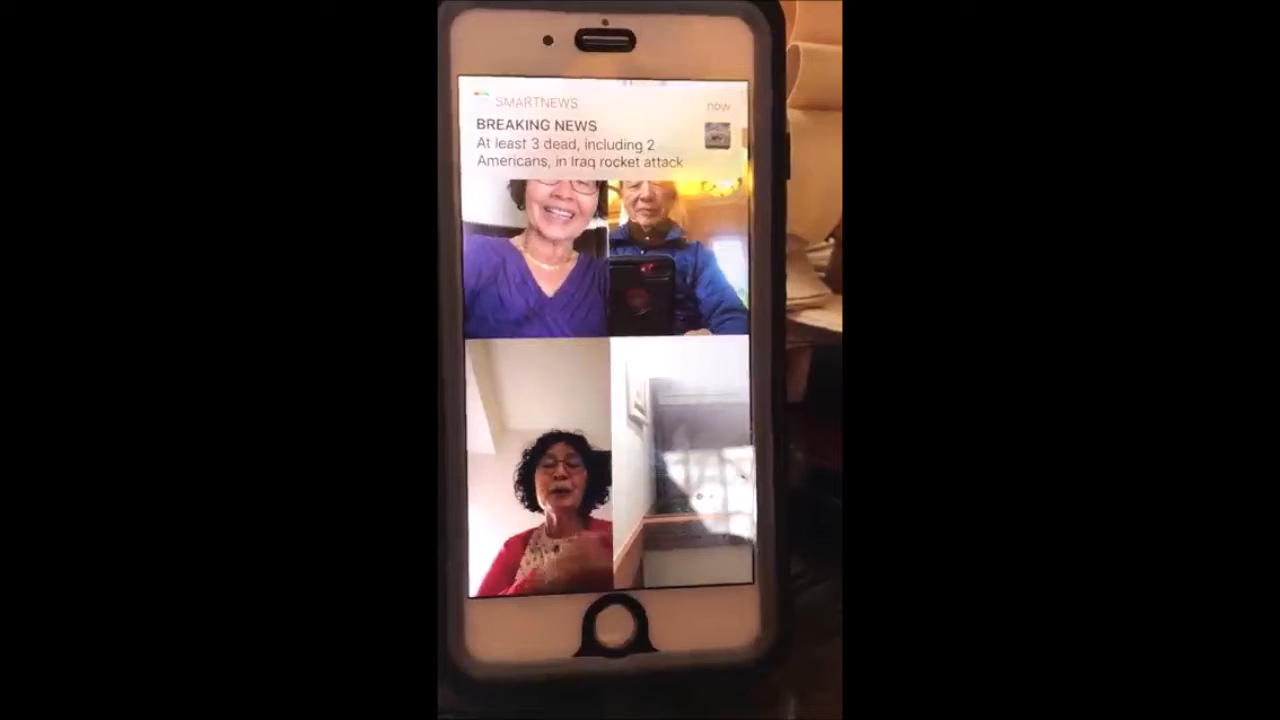 SMARTNEWS
now
BREAKING NEWS
At least 3 dead, including 2
Americans, in Iraq rocket attack